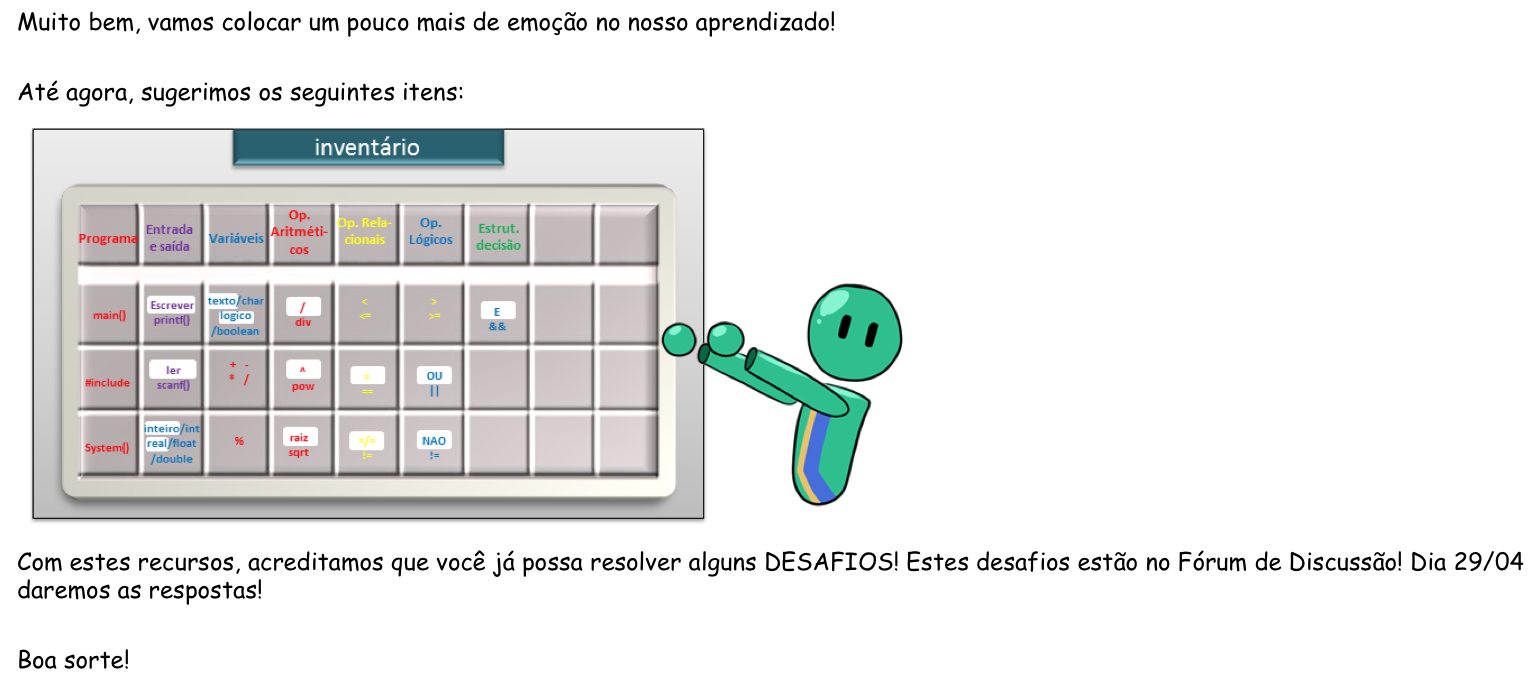 Muito bem, vamos colocar um pouco mais de emoção no nosso aprendizado!
Até agora, sugerimos os seguintes itens:
inventário
Programa
Entrada
e saída
Variáveis
Op.
Aritméti-
cos
Op. Rela-
cionais
Op.
Lógicos
Estrut.
decisão
main()
Escrever
printf()
texto/char
logico
/boolean
/
div
<
<=
>
>=
E
&&
#include
ler
scanf()
+ -
* /
^
pow
=
==
OU
||
System()
inteiro/int
real/float
/double
%
raiz
sqrt
=/=
!=
NAO
!=
Com estes recursos, acreditamos que você já possa resolver alguns DESAFIOS! Estes desafios estão no Fórum de Discussão! Dia 29/04
daremos as respostas!
Boa sorte!